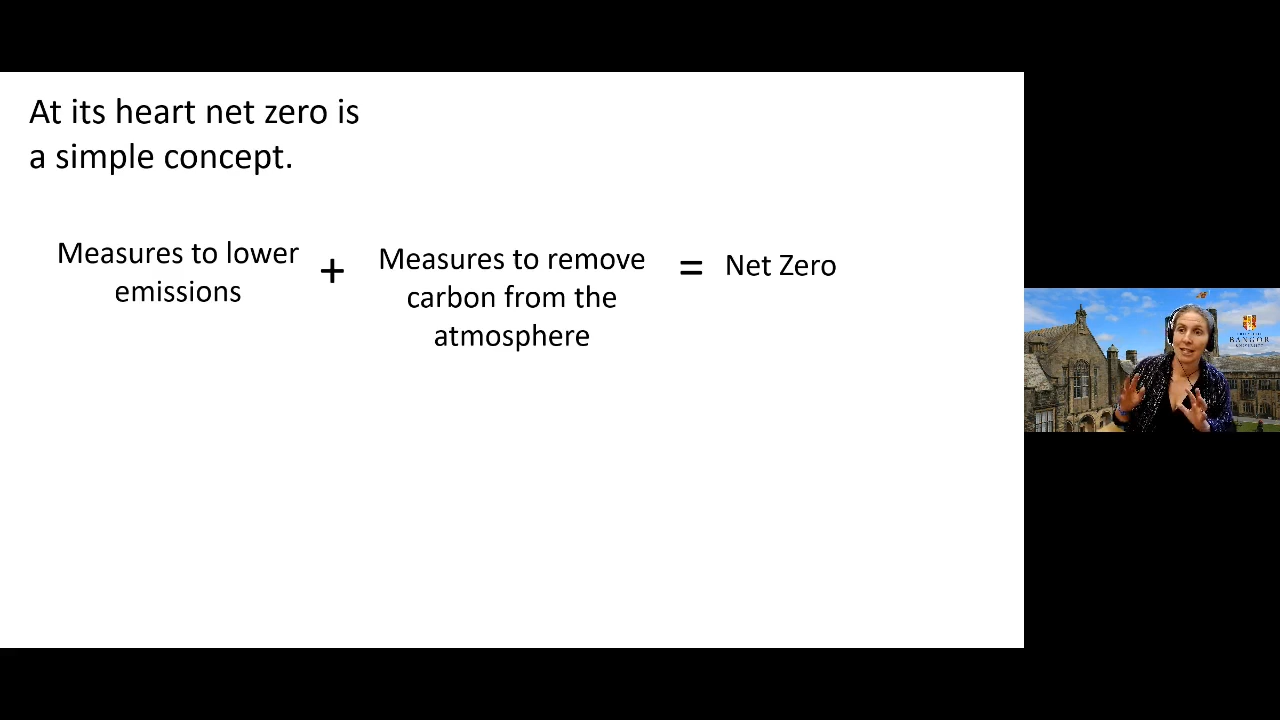 At its heart net zero is
a simple concept.
Measures to lower
emissions
+
Measures to remove
carbon from the
atmosphere
=
Net Zero
BANGOR
UNIVERSITY